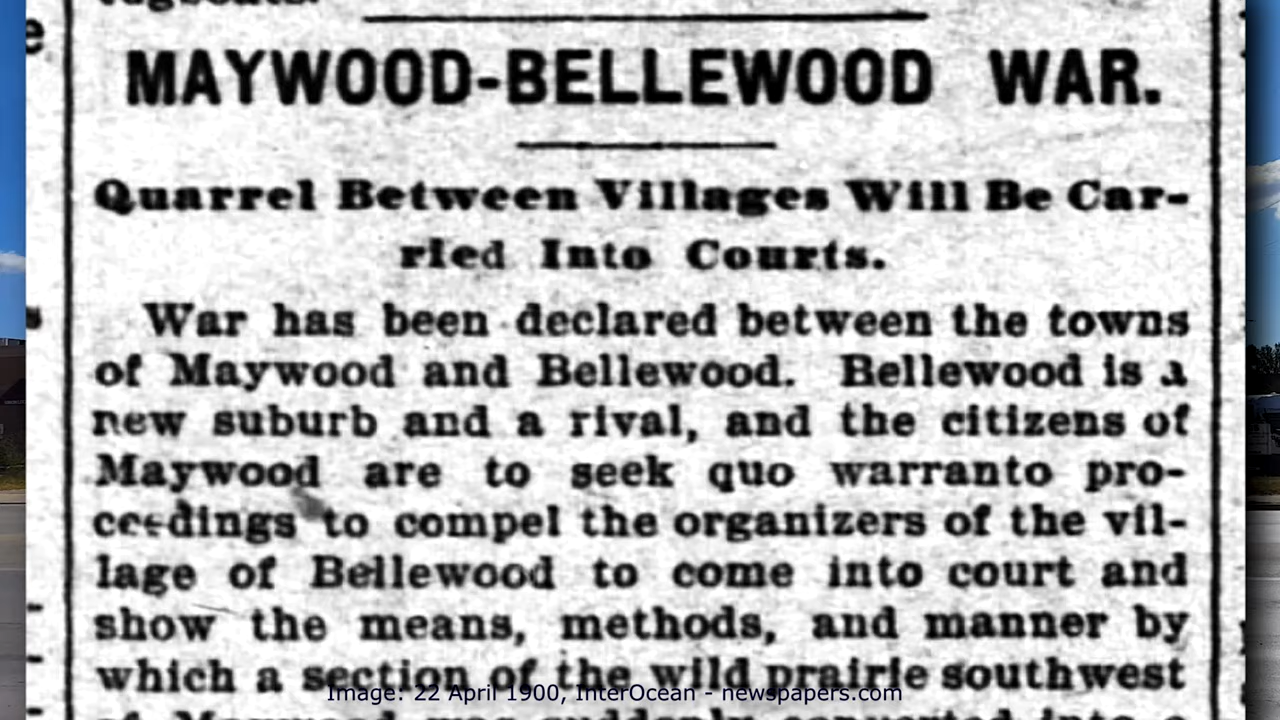 MAYWOOD-BELLEWOOD WAR.
Quarrel Between Villages Will Be Car-
ried Into Courts.
War has been declared between the towns
of Maywood and Bellewood. Bellewood is a
new suburb and a rival, and the citizens of
Maywood are to seek quo warranto pro-
ceedings to compel the organizers of the vil-
lage of Bellewood to come into court and
show the means, methods, and manner by
which a section of the wild prairie southwest
Image: 22 April 1900, InterOcean - newspapers.com